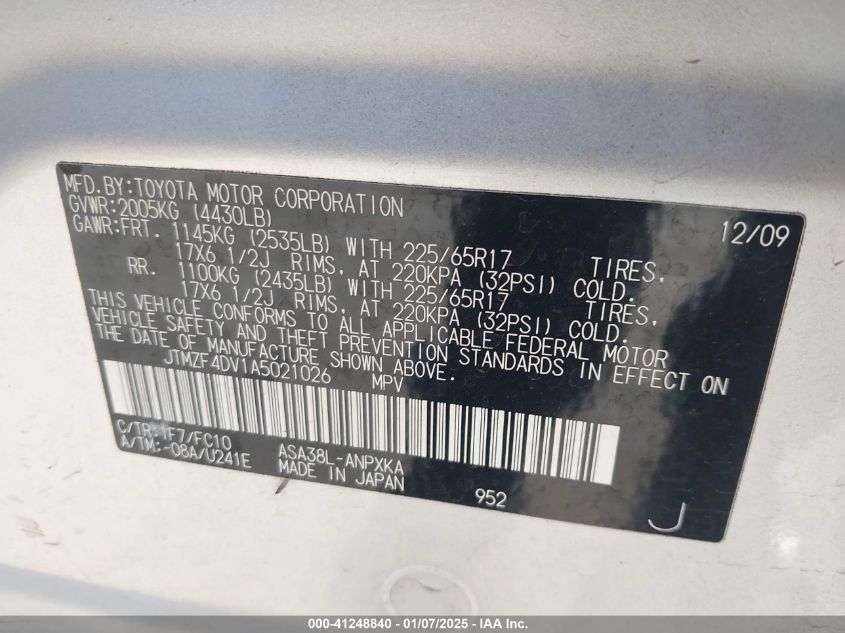 MFD.BY:TOYOTA MOTOR CORPORATION 12/09
GVWR:2005KG (4430LB)
GAWR:FRT. 1145KG (2535LB) WITH 225/65R17 TIRES,
17X6 1/2J RIMS, AT 220KPA (32PSI) COLD.
RR. 1100KG (2435LB) WITH 225/65R17 TIRES,
17X6 1/2J RIMS, AT 220KPA (32PSI) COLD.
THIS VEHICLE CONFORMS TO ALL APPLICABLE FEDERAL MOTOR
VEHICLE SAFETY AND THEFT PREVENTION STANDARDS IN EFFECT ON
THE DATE OF MANUFACTURE SHOWN ABOVE.
JTMZF4DV1A5021026 MPV
C/TR:1F7/FC10 ASA38L-ANPXKA
A/TM:-08A/U241E MADE IN JAPAN
952
J
000-41248840 - 01/07/2025 - IAA Inc.